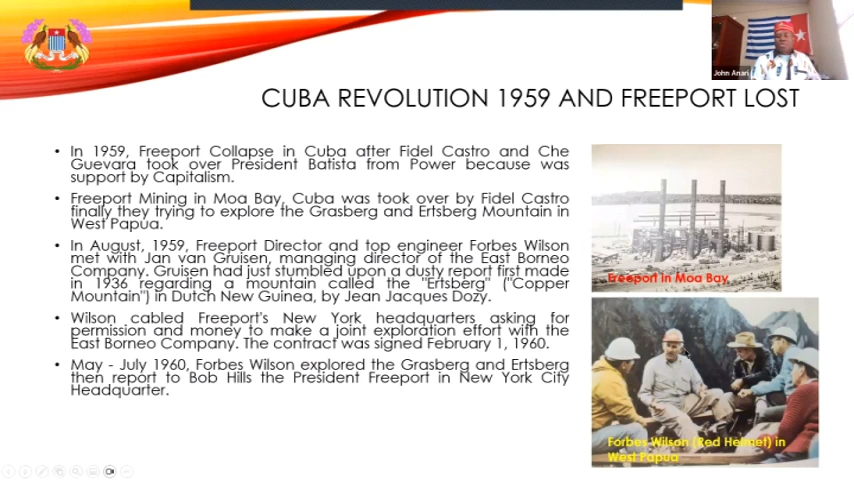 John Anari
CUBA REVOLUTION 1959 AND FREEPORT LOST
• In 1959, Freeport Collapse in Cuba after Fidel Castro and Che
Guevara took over President Batista from Power because was
support by Capitalism.
• Freeport Mining in Moa Bay, Cuba was took over by Fidel Castro
finally they trying to explore the Grasberg and Ertsberg Mountain in
West Papua.
• In August, 1959, Freeport Director and top engineer Forbes Wilson
met with Jan van Gruisen, managing director of the East Borneo
Company. Gruisen had just stumbled upon a dusty report first made
in 1936 regarding a mountain called the "Ertsberg" ("Copper
Mountain") in Dutch New Guinea, by Jean Jacques Dozy.
• Wilson cabled Freeport's New York headquarters asking for
permission and money to make a joint exploration effort with the
East Borneo Company. The contract was signed February 1, 1960.
• May - July 1960, Forbes Wilson explored the Grasberg and Ertsberg
then report to Bob Hills the President Freeport in New York City
Headquarter.
Freeport in Moa Bay
Forbes Wilson (Red Helmet) in
West Papua